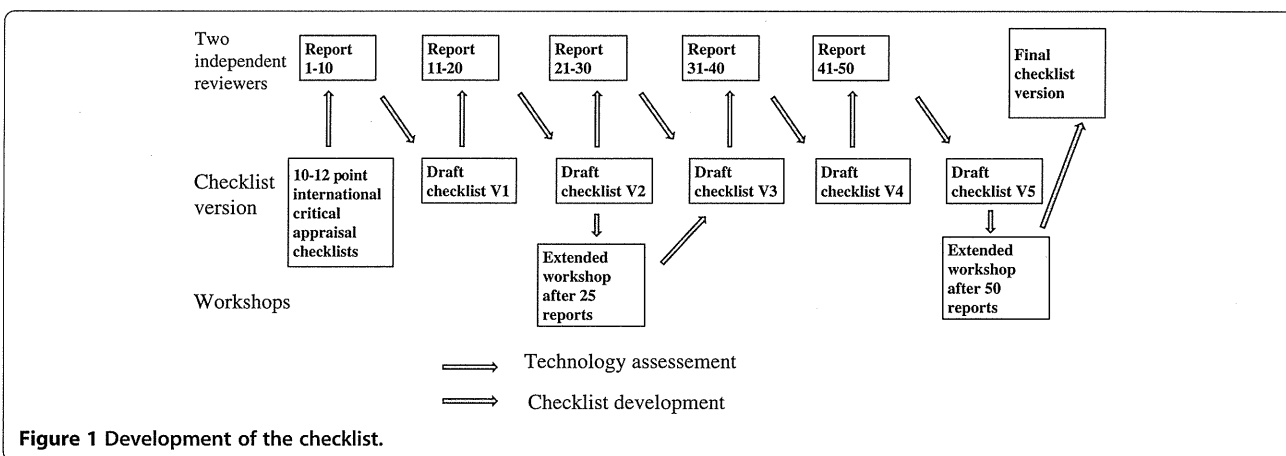 Two
independent
reviewers
Report
1-10
Report
11-20
Report
21-30
Report
31-40
Report
41-50
Final
checklist
version
Checklist
version
10-12 point
international
critical
appraisal
checklists
Draft
checklist V1
Draft
checklist V2
Draft
checklist V3
Draft
checklist V4
Draft
checklist V5
Workshops
Extended
workshop
after 25
reports
Extended
workshop
after 50
reports
Technology assessement
Checklist development
Figure 1 Development of the checklist.